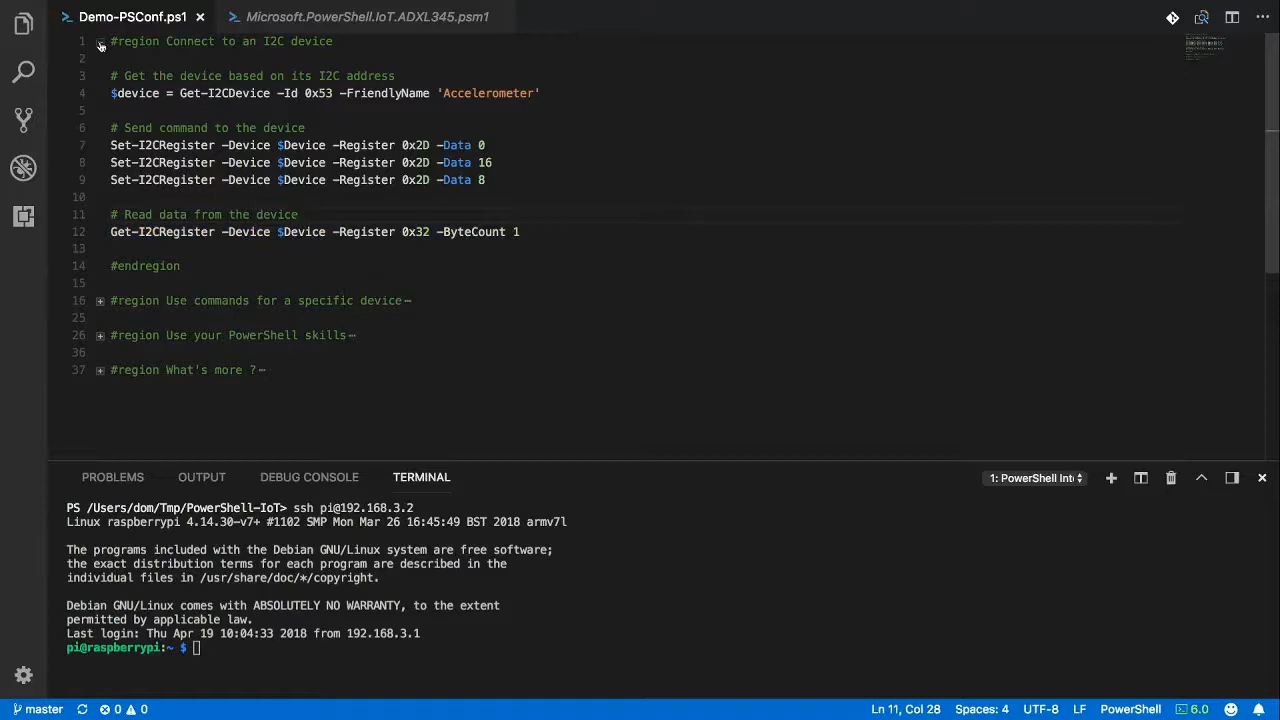 Demo-PSConf.ps1 ×
Microsoft.PowerShell.IoT.ADXL345.psm1
1 #region Connect to an I2C device
2
3 # Get the device based on its I2C address
4 $device = Get-I2CDevice -Id 0x53 -FriendlyName 'Accelerometer'
5
6 # Send command to the device
7 Set-I2CRegister -Device $Device -Register 0x2D -Data 0
8 Set-I2CRegister -Device $Device -Register 0x2D -Data 16
9 Set-I2CRegister -Device $Device -Register 0x2D -Data 8
10
11 # Read data from the device
12 Get-I2CRegister -Device $Device -Register 0x32 -ByteCount 1
13
14 #endregion
15
16 #region Use commands for a specific device⋯
25
26 #region Use your PowerShell skills⋯
36
37 #region What's more ?⋯
PROBLEMS OUTPUT DEBUG CONSOLE TERMINAL 1: PowerShell Int
PS /Users/dom/Tmp/PowerShell-IoT> ssh pi@192.168.3.2
Linux raspberrypi 4.14.30-v7+ #1102 SMP Mon Mar 26 16:45:49 BST 2018 armv7l
The programs included with the Debian GNU/Linux system are free software;
the exact distribution terms for each program are described in the
individual files in /usr/share/doc/*/copyright.
Debian GNU/Linux comes with ABSOLUTELY NO WARRANTY, to the extent
permitted by applicable law.
Last login: Thu Apr 19 10:04:33 2018 from 192.168.3.1
pi@raspberrypi:~ $
master 0 0 Ln 11, Col 28 Spaces: 4 UTF-8 LF PowerShell 6.0